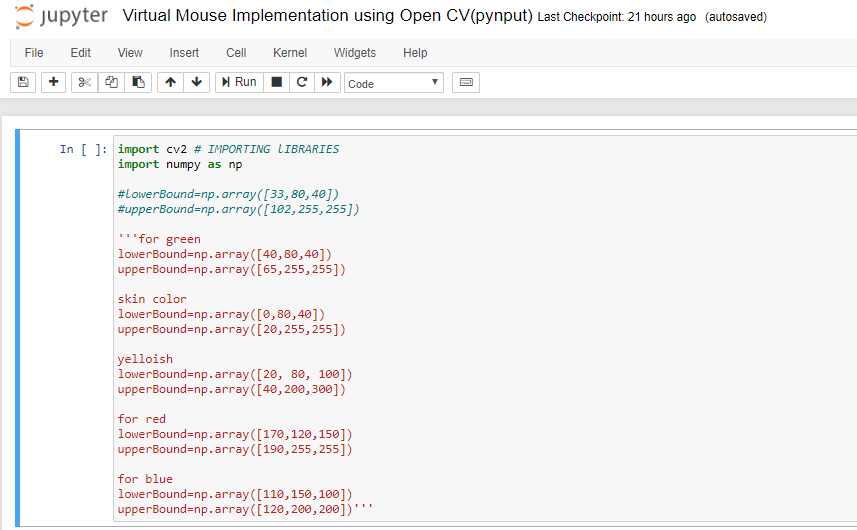 jupyter Virtual Mouse Implementation using Open CV(pynput) Last Checkpoint: 21 hours ago (autosaved)
File Edit View Insert Cell Kernel Widgets Help
Run Code
In [ ]: import cv2 # IMPORTING lIBRARIES
import numpy as np
#lowerBound=np.array([33,80,40])
#upperBound=np.array([102,255,255])
'''for green
lowerBound=np.array([40,80,40])
upperBound=np.array([65,255,255])
skin color
lowerBound=np.array([0,80,40])
upperBound=np.array([20,255,255])
yelloish
lowerBound=np.array([20, 80, 100])
upperBound=np.array([40,200,300])
for red
lowerBound=np.array([170,120,150])
upperBound=np.array([190,255,255])
for blue
lowerBound=np.array([110,150,100])
upperBound=np.array([120,200,200])'''